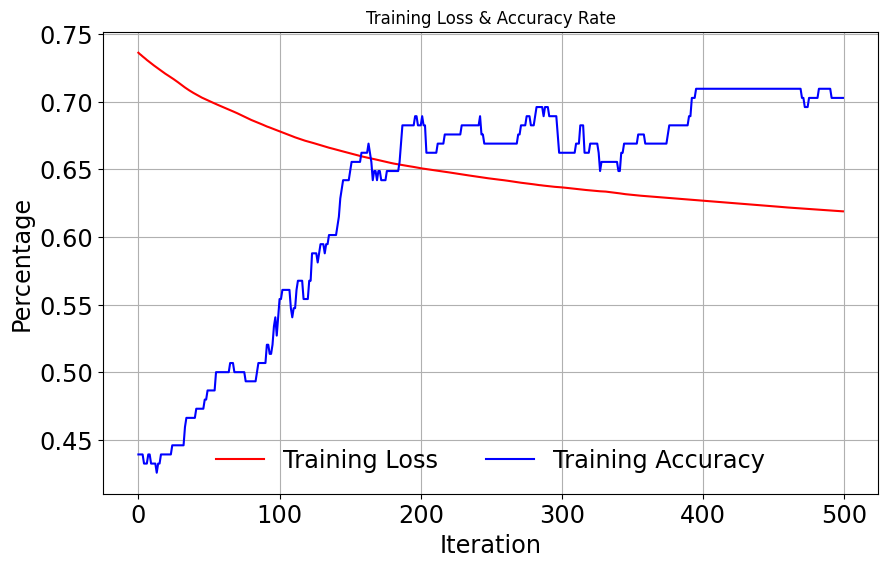 Training Loss & Accuracy Rate
0.75
0.70
0.65
0.60
0.55
0.50
0.45
Percentage
Training Loss Training Accuracy
0 100 200 300 400 500
Iteration